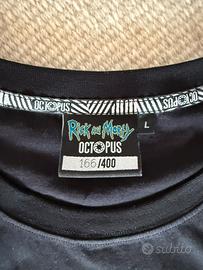 OCTOPUS
OCTOPUS
Rick and Morty
L
OCTOPUS
166/400
subito